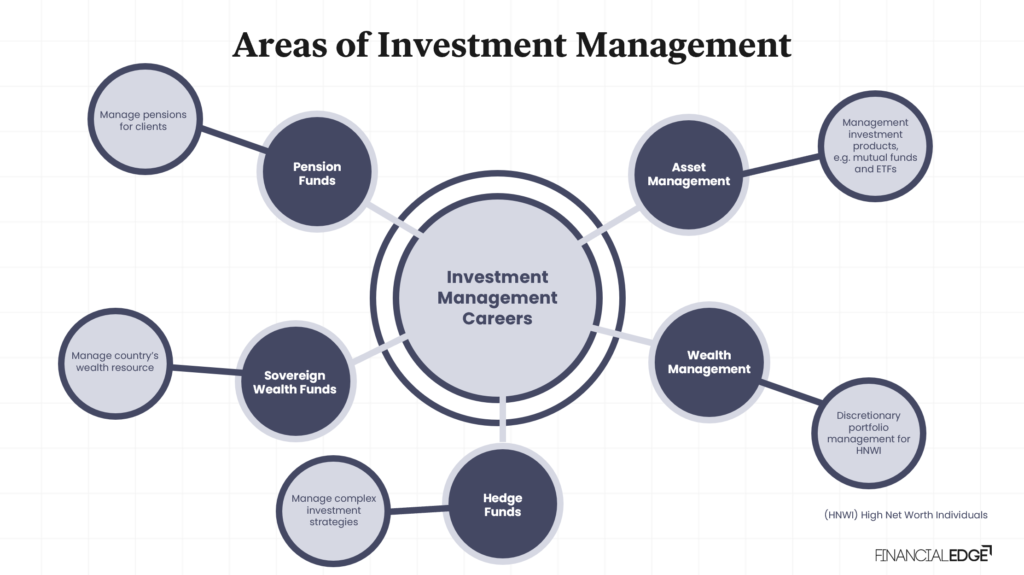 Areas of Investment Management
Manage pensions
for clients
Pension
Funds
Asset
Management
Management
investment
products,
e.g. mutual funds
and ETFs
Investment
Management
Careers
Manage country's
wealth resource
Sovereign
Wealth Funds
Wealth
Management
Discretionary
portfolio
management for
HNWI
Manage complex
investment
strategies
Hedge
Funds
(HNWI) High Net Worth Individuals
FINANCIALEDGE